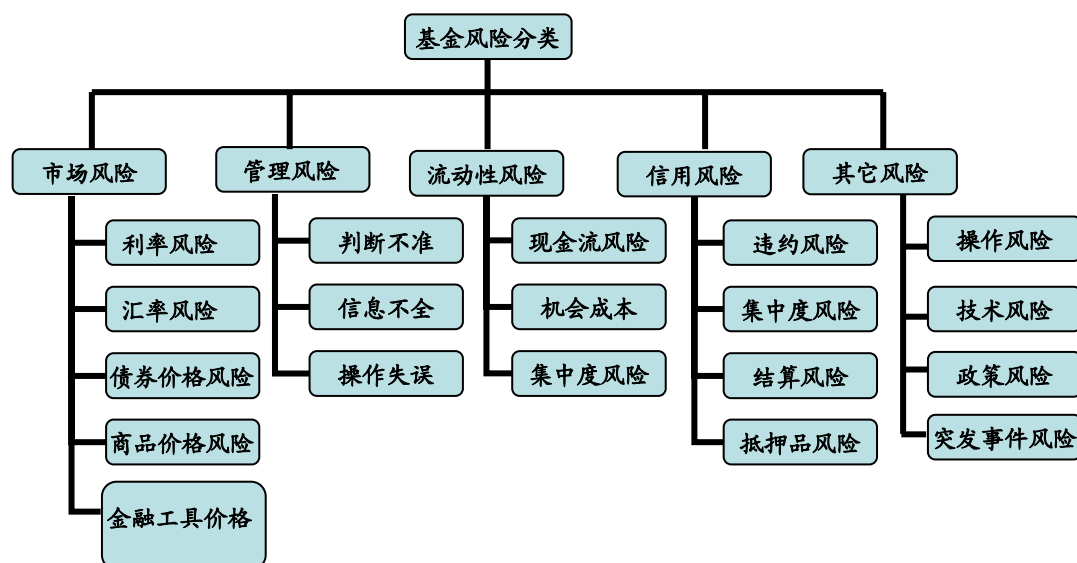 基金风险分类
市场风险
管理风险
流动性风险
信用风险
其它风险
利率风险
汇率风险
债券价格风险
商品价格风险
金融工具价格
判断不准
信息不全
操作失误
现金流风险
机会成本
集中度风险
违约风险
集中度风险
结算风险
抵押品风险
操作风险
技术风险
政策风险
突发事件风险